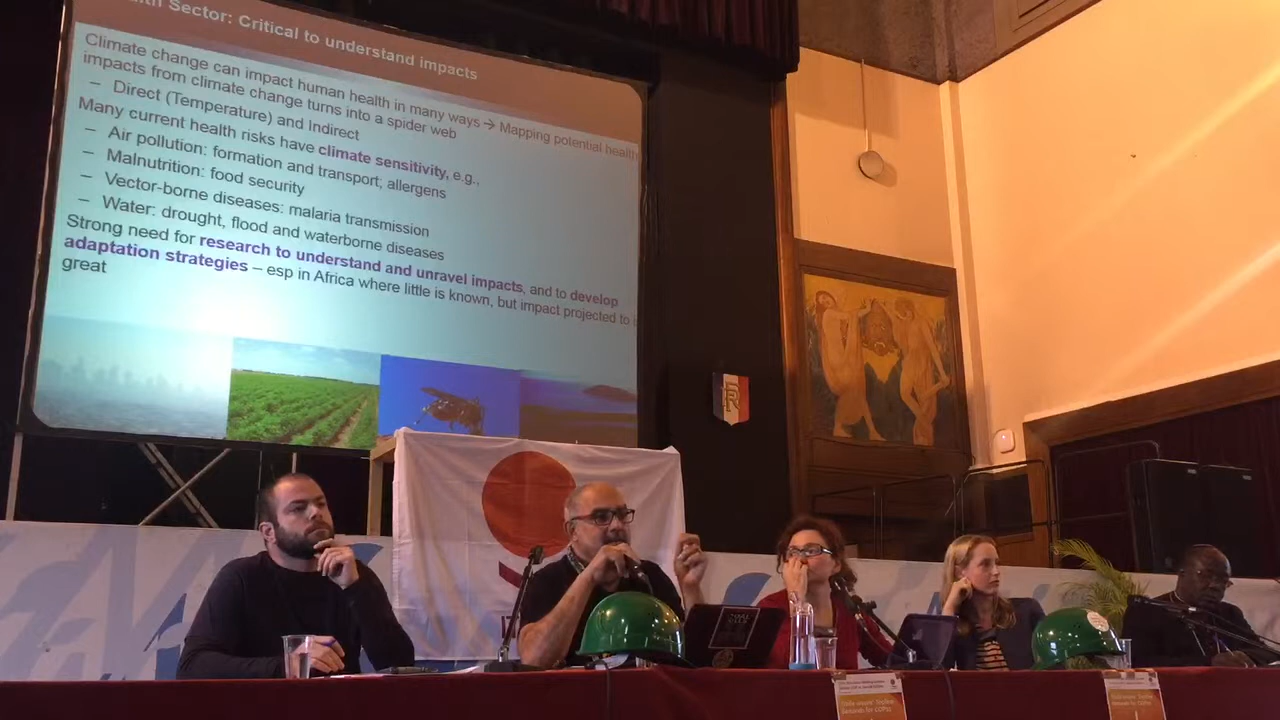 lth Sector: Critical to understand impacts
Climate change can impact human health in many ways → Mapping potential health
impacts from climate change turns into a spider web
– Direct (Temperature) and Indirect
Many current health risks have climate sensitivity, e.g.,
– Air pollution: formation and transport; allergens
– Malnutrition: food security
– Vector-borne diseases: malaria transmission
– Water: drought, flood and waterborne diseases
Strong need for research to understand and unravel impacts, and to develop
adaptation strategies – esp in Africa where little is known, but impact projected to
great
RF